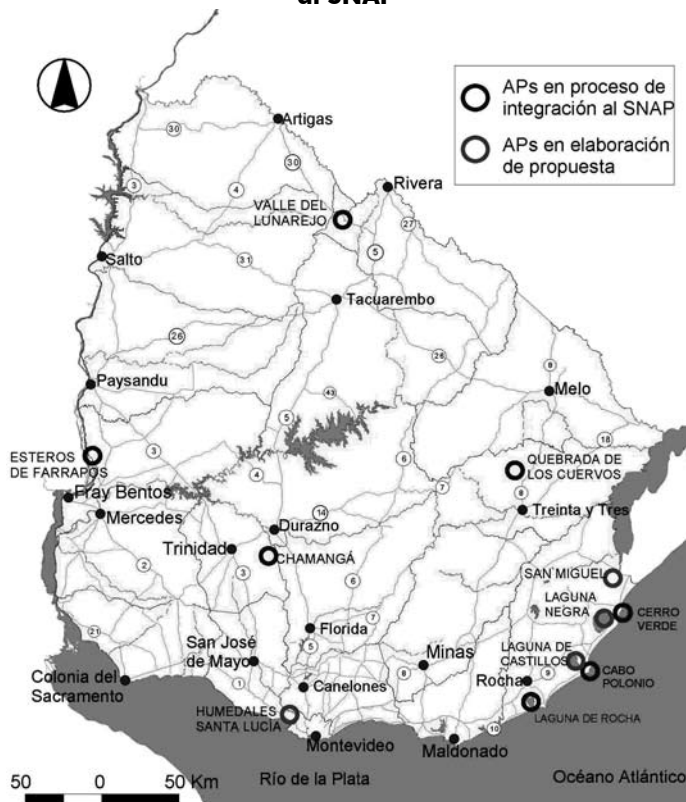 al SNAP
APs en proceso de
integración al SNAP
APs en elaboración
de propuesta
Artigas
30
30
3
4
Rivera
VALLE DEL
LUNAREJO
27
5
Salto
31
Tacuarembo
26
26
Paysandu
43
8
Melo
5
18
ESTEROS
DE FARRAPOS
3
6
QUEBRADA DE
LOS CUERVOS
4
7
Fray Bentos
8
Mercedes
14
Treinta y Tres
Durazno
Trinidad
CHAMANGÁ
2
3
6
SAN MIGUEL
LAGUNA
NEGRA
CERRO
VERDE
7
21
Florida
San José
de Mayo
5
LAGUNA DE
CASTILLOS
Minas
8
9
CABO
POLONIO
Colonia del
Sacramento
1
Canelones
Rocha
HUMEDALES
SANTA LUCÍA
LAGUNA DE ROCHA
10
Montevideo
Maldonado
50 0 50 Km
Río de la Plata
Océano Atlántico